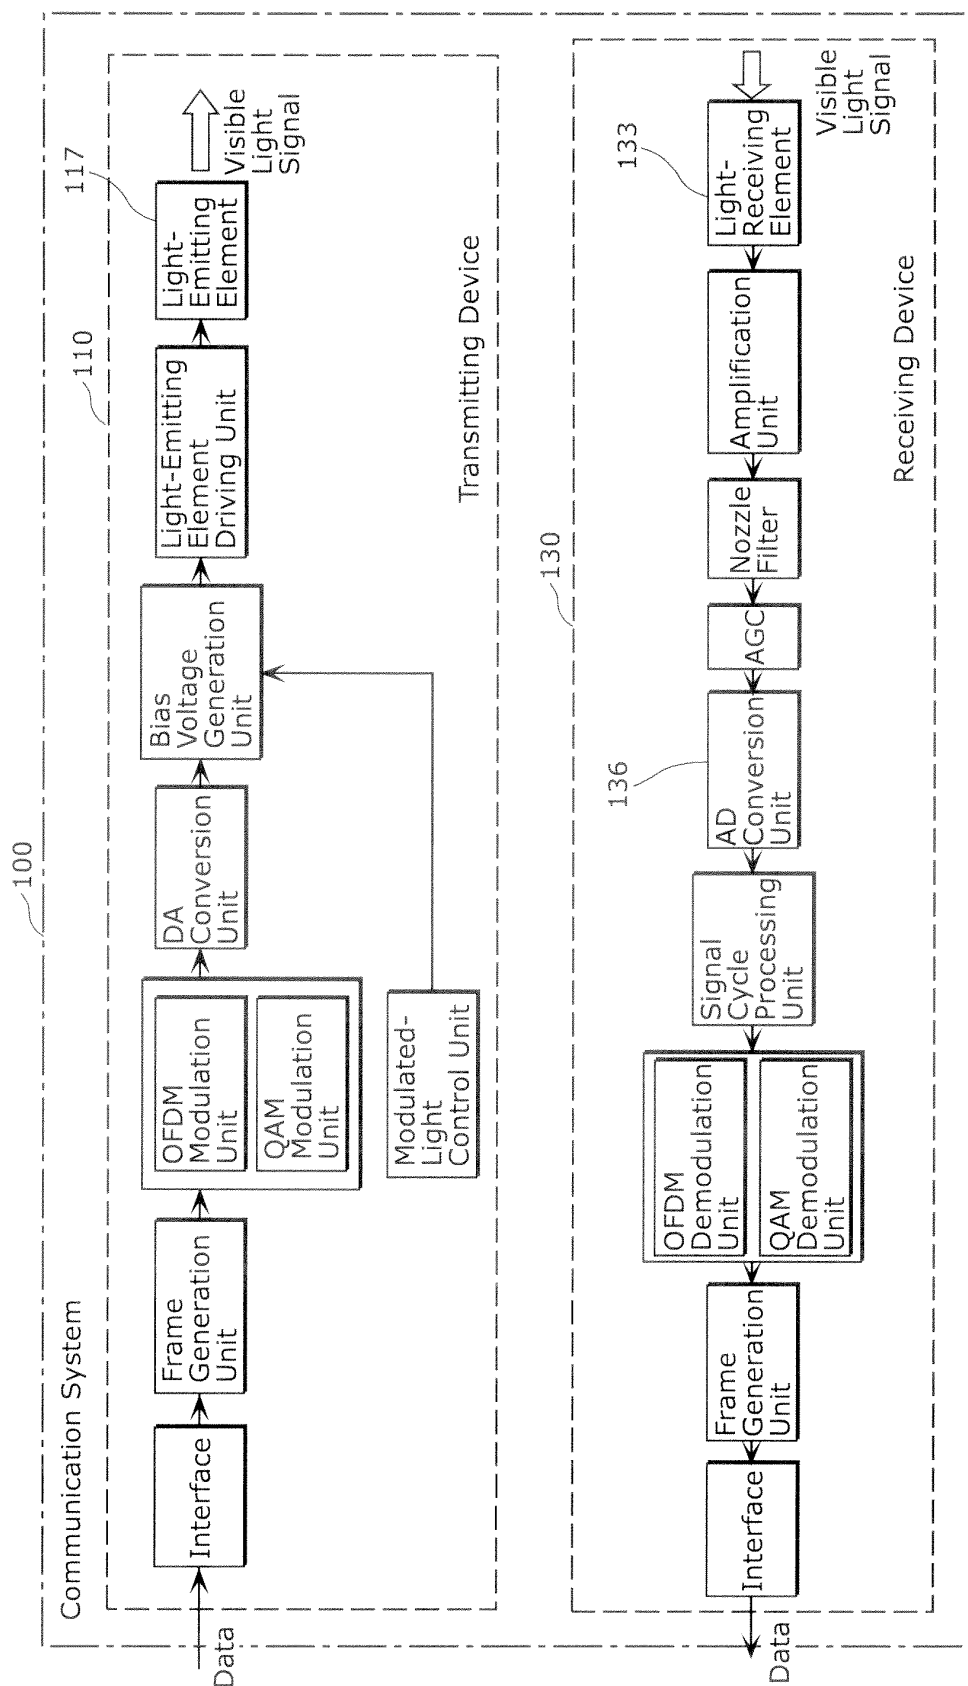 Communication System
100
110
117
Data
Interface
Frame
Generation
Unit
OFDM
Modulation
Unit
QAM
Modulation
Unit
DA
Conversion
Unit
Bias
Voltage
Generation
Unit
Light-Emitting
Element
Driving Unit
Light-
Emitting
Element
Visible
Light
Signal
Modulated-
Light
Control Unit
Transmitting Device
130
136
133
Data
Interface
Frame
Generation
Unit
OFDM
Demodulation
Unit
QAM
Demodulation
Unit
Signal
Cycle
Processing
Unit
AD
Conversion
Unit
AGC
Nozzle
Filter
Amplification
Unit
Light-
Receiving
Element
Visible
Light
Signal
Receiving Device